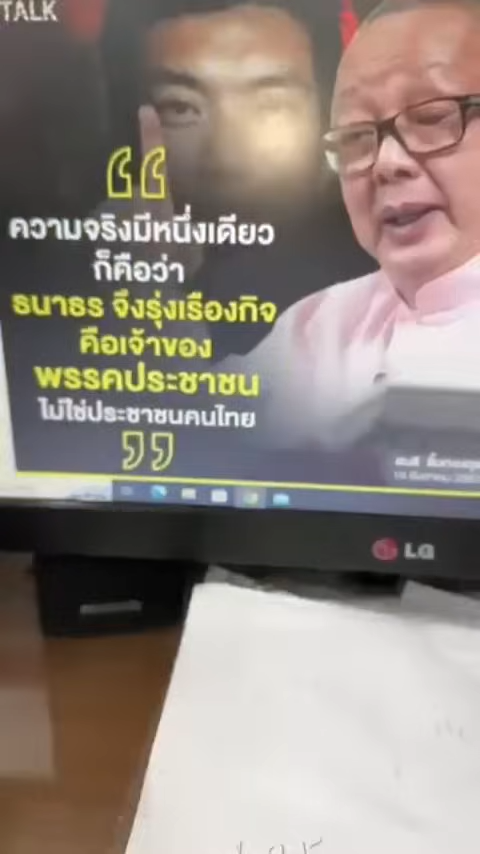 TALK
“
ความจริงมีหนึ่งเดียว
ก็คือว่า
ธนาธร จึงรุ่งเรืองกิจ
คือเจ้าของ
พรรคประชาชน
ไม่ใช่ประชาชนคนไทย
”
LG